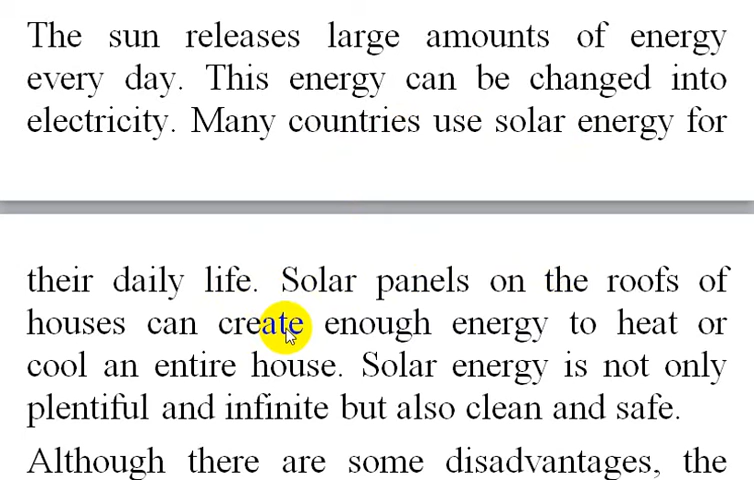 The sun releases large amounts of energy
every day. This energy can be changed into
electricity. Many countries use solar energy for
their daily life. Solar panels on the roofs of
houses can create enough energy to heat or
cool an entire house. Solar energy is not only
plentiful and infinite but also clean and safe.
Although there are some disadvantages, the